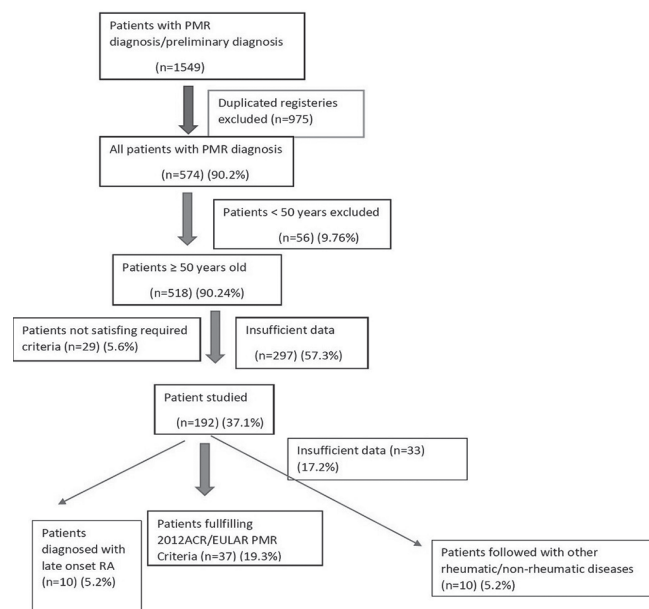 Patients with PMR
diagnosis/preliminary diagnosis
(n=1549)
Duplicated registeries
excluded (n=975)
All patients with PMR diagnosis
(n=574) (90.2%)
Patients < 50 years excluded
(n=56) (9.76%)
Patients ≥ 50 years old
(n=518) (90.24%)
Patients not satisfing required
criteria (n=29) (5.6%)
Insufficient data
(n=297) (57.3%)
Patient studied
(n=192) (37.1%)
Insufficient data (n=33)
(17.2%)
Patients
diagnosed with
late onset RA
(n=10) (5.2%)
Patients fullfilling
2012ACR/EULAR PMR
Criteria (n=37) (19.3%)
Patients followed with other
rheumatic/non-rheumatic diseases
(n=10) (5.2%)